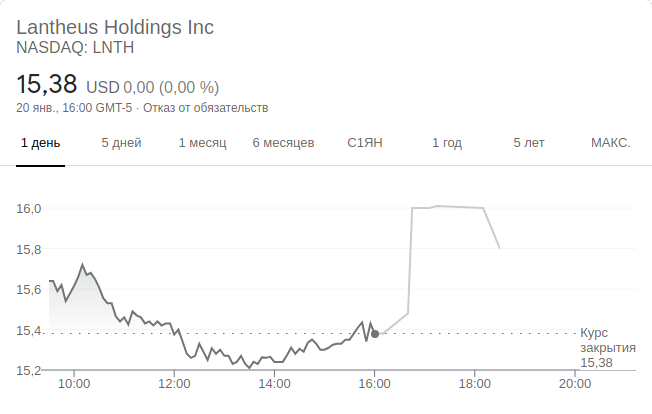 Lantheus Holdings Inc
NASDAQ: LNTH
15,38 USD 0,00 (0,00 %)
20 янв., 16:00 GMT-5 · Отказ от обязательств
1 день 5 дней 1 месяц 6 месяцев С1ЯН 1 год 5 лет МАКС.
16,0
15,8
15,6
15,4
15,2
Курс
закрытия
15,38
10:00 12:00 14:00 16:00 18:00 20:00